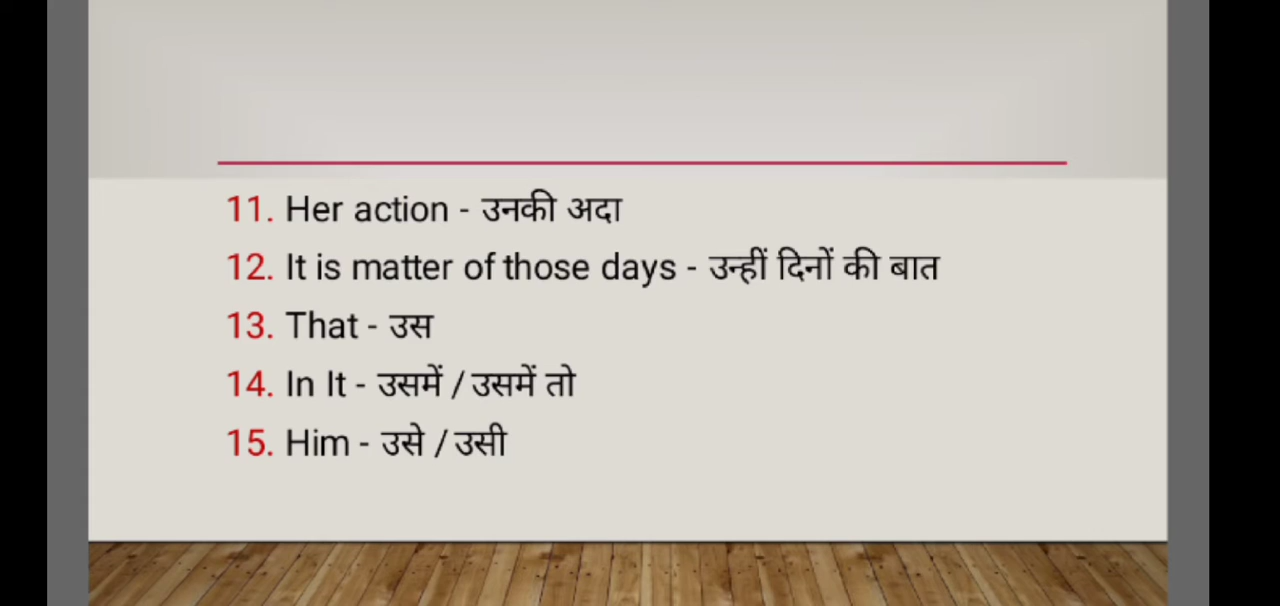 11. Her action - उनकी अदा
12. It is matter of those days - उन्हीं दिनों की बात
13. That - उस
14. In It - उसमें / उसमें तो
15. Him - उसे / उसी